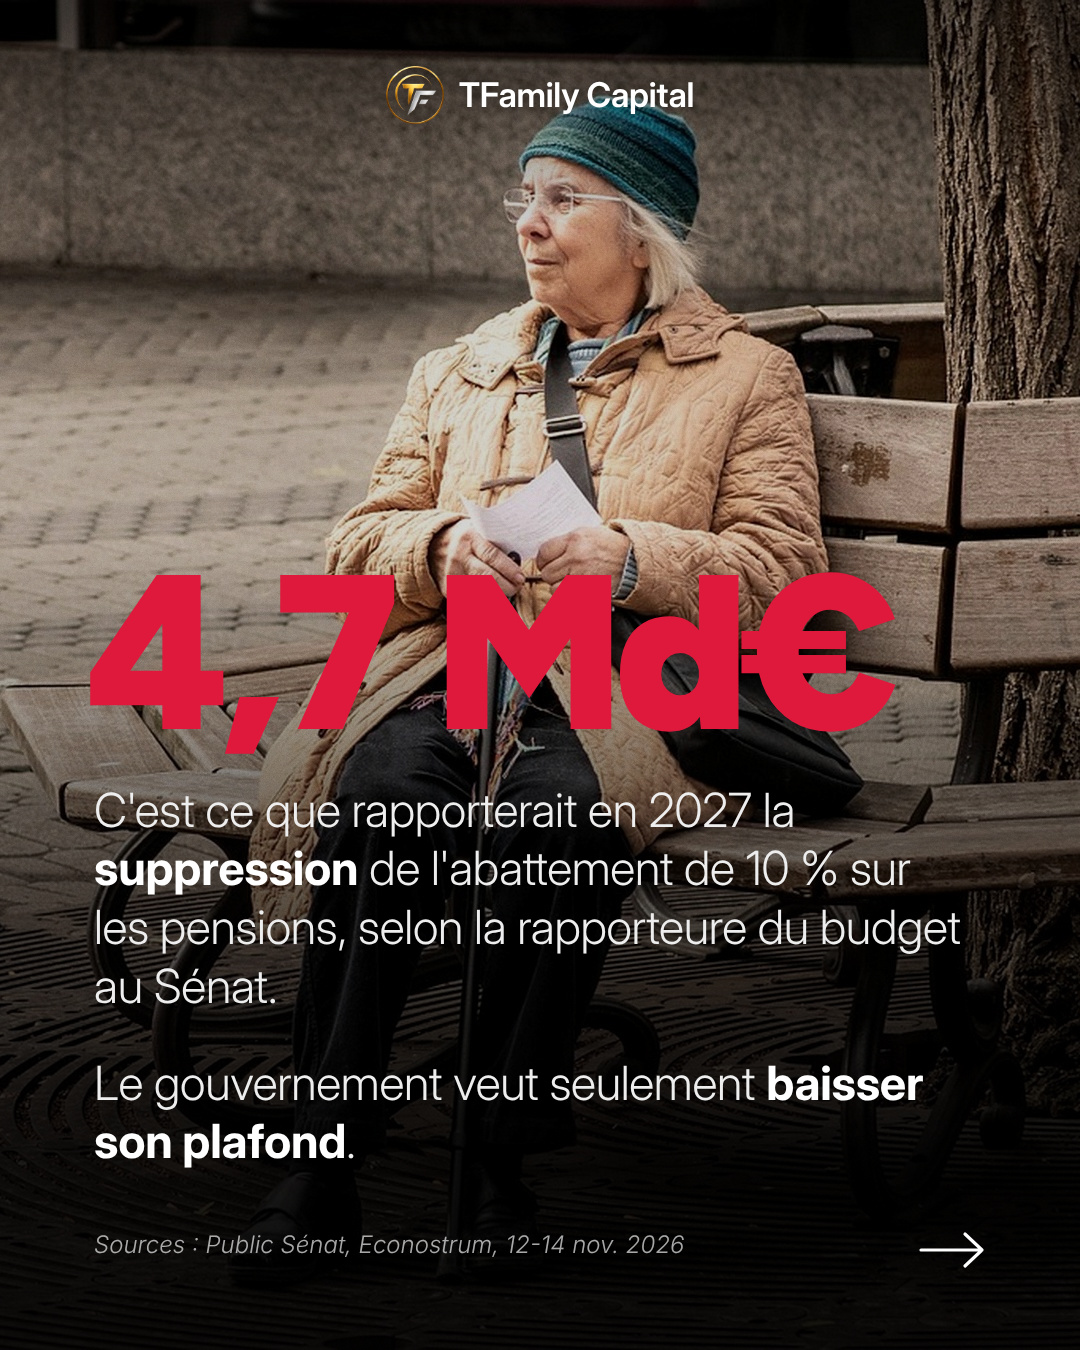 TF TFamily Capital
4,7 Md€
C'est ce que rapporterait en 2027 la
suppression de l'abattement de 10 % sur
les pensions, selon la rapporteure du budget
au Sénat.
Le gouvernement veut seulement baisser
son plafond.
Sources : Public Sénat, Econostrum, 12-14 nov. 2026